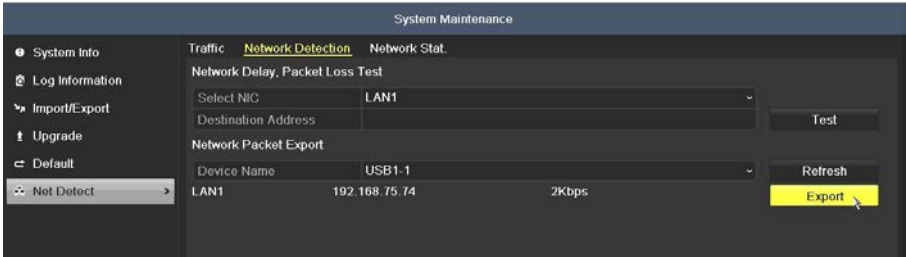 System Maintenance
System Info
Log Information
Import/Export
Upgrade
Default
Net Detect >
Traffic Network Detection Network Stat.
Network Delay, Packet Loss Test
Select NIC LAN1
Destination Address Test
Network Packet Export
Device Name USB1-1 Refresh
LAN1 192.168.75.74 2Kbps Export